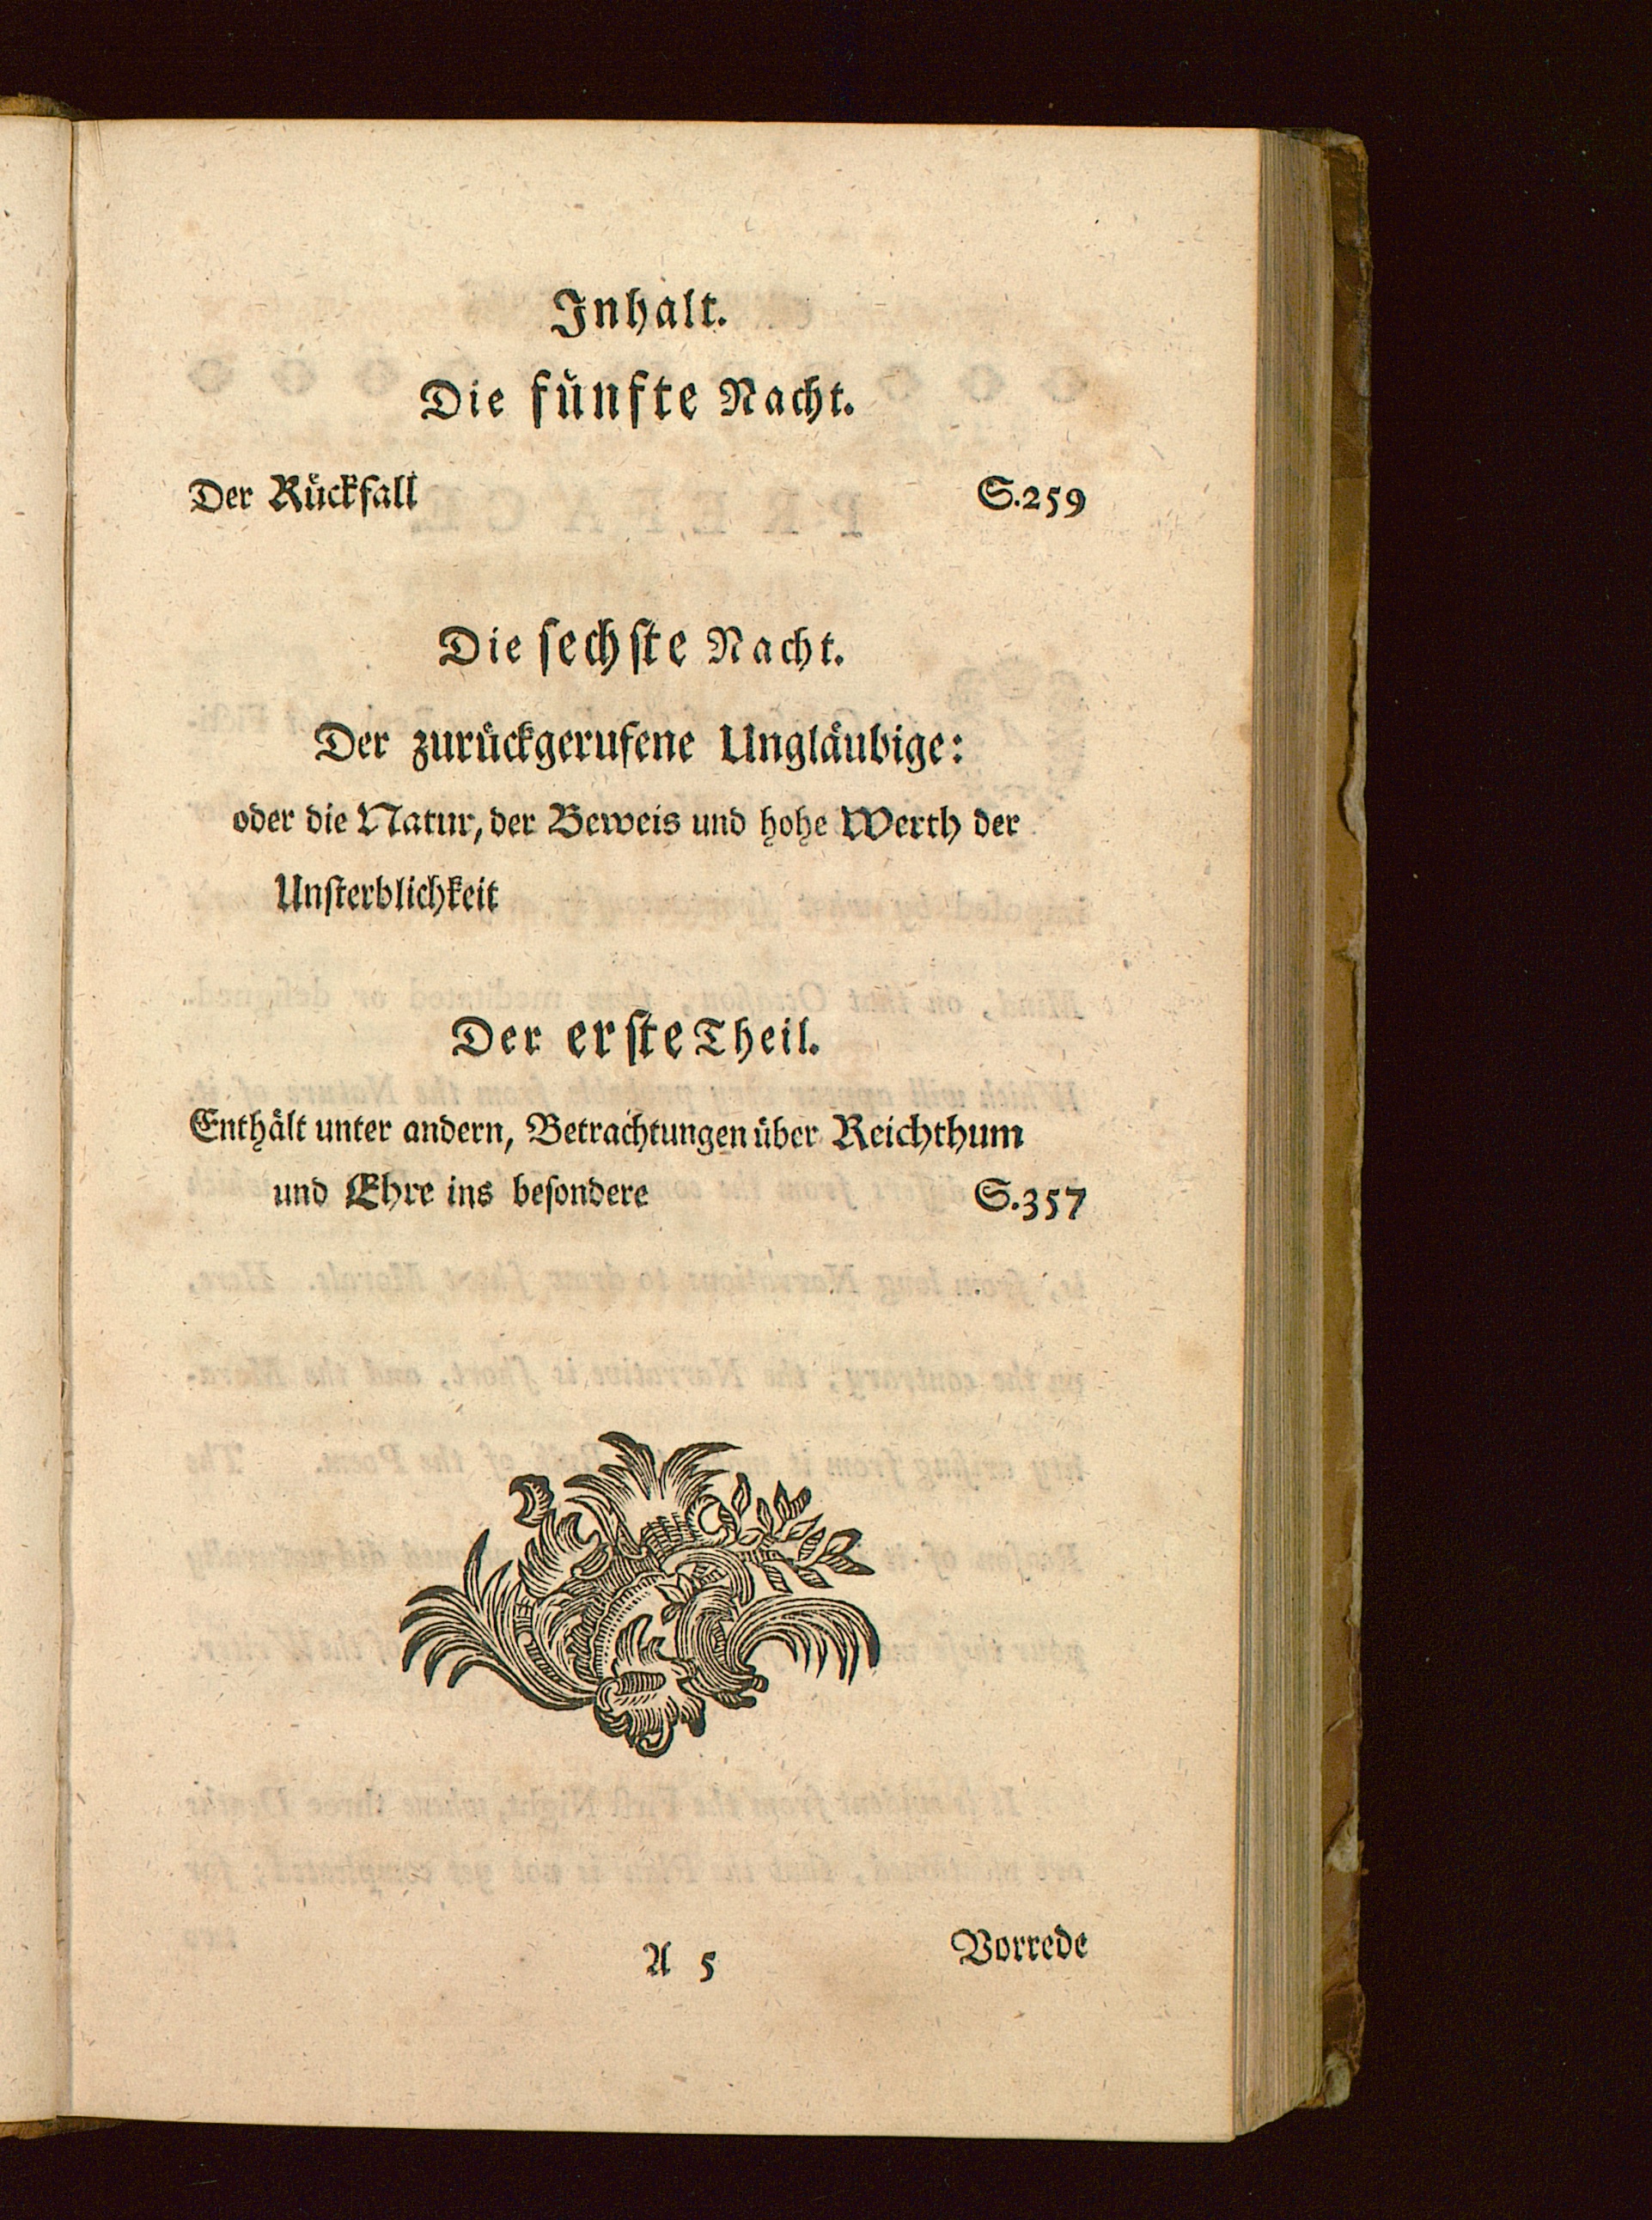 Inhalt.
Die fünfte Nacht.
Der Rückfall S.259
Die sechste Nacht.
Der zurückgerufene Ungläubige:
oder die Natur, der Beweis und hohe Werth der
Unsterblichkeit
Der erste Theil.
Enthält unter andern, Betrachtungen über Reichthum
und Ehre ins besondere S.357
A 5 Vorrede